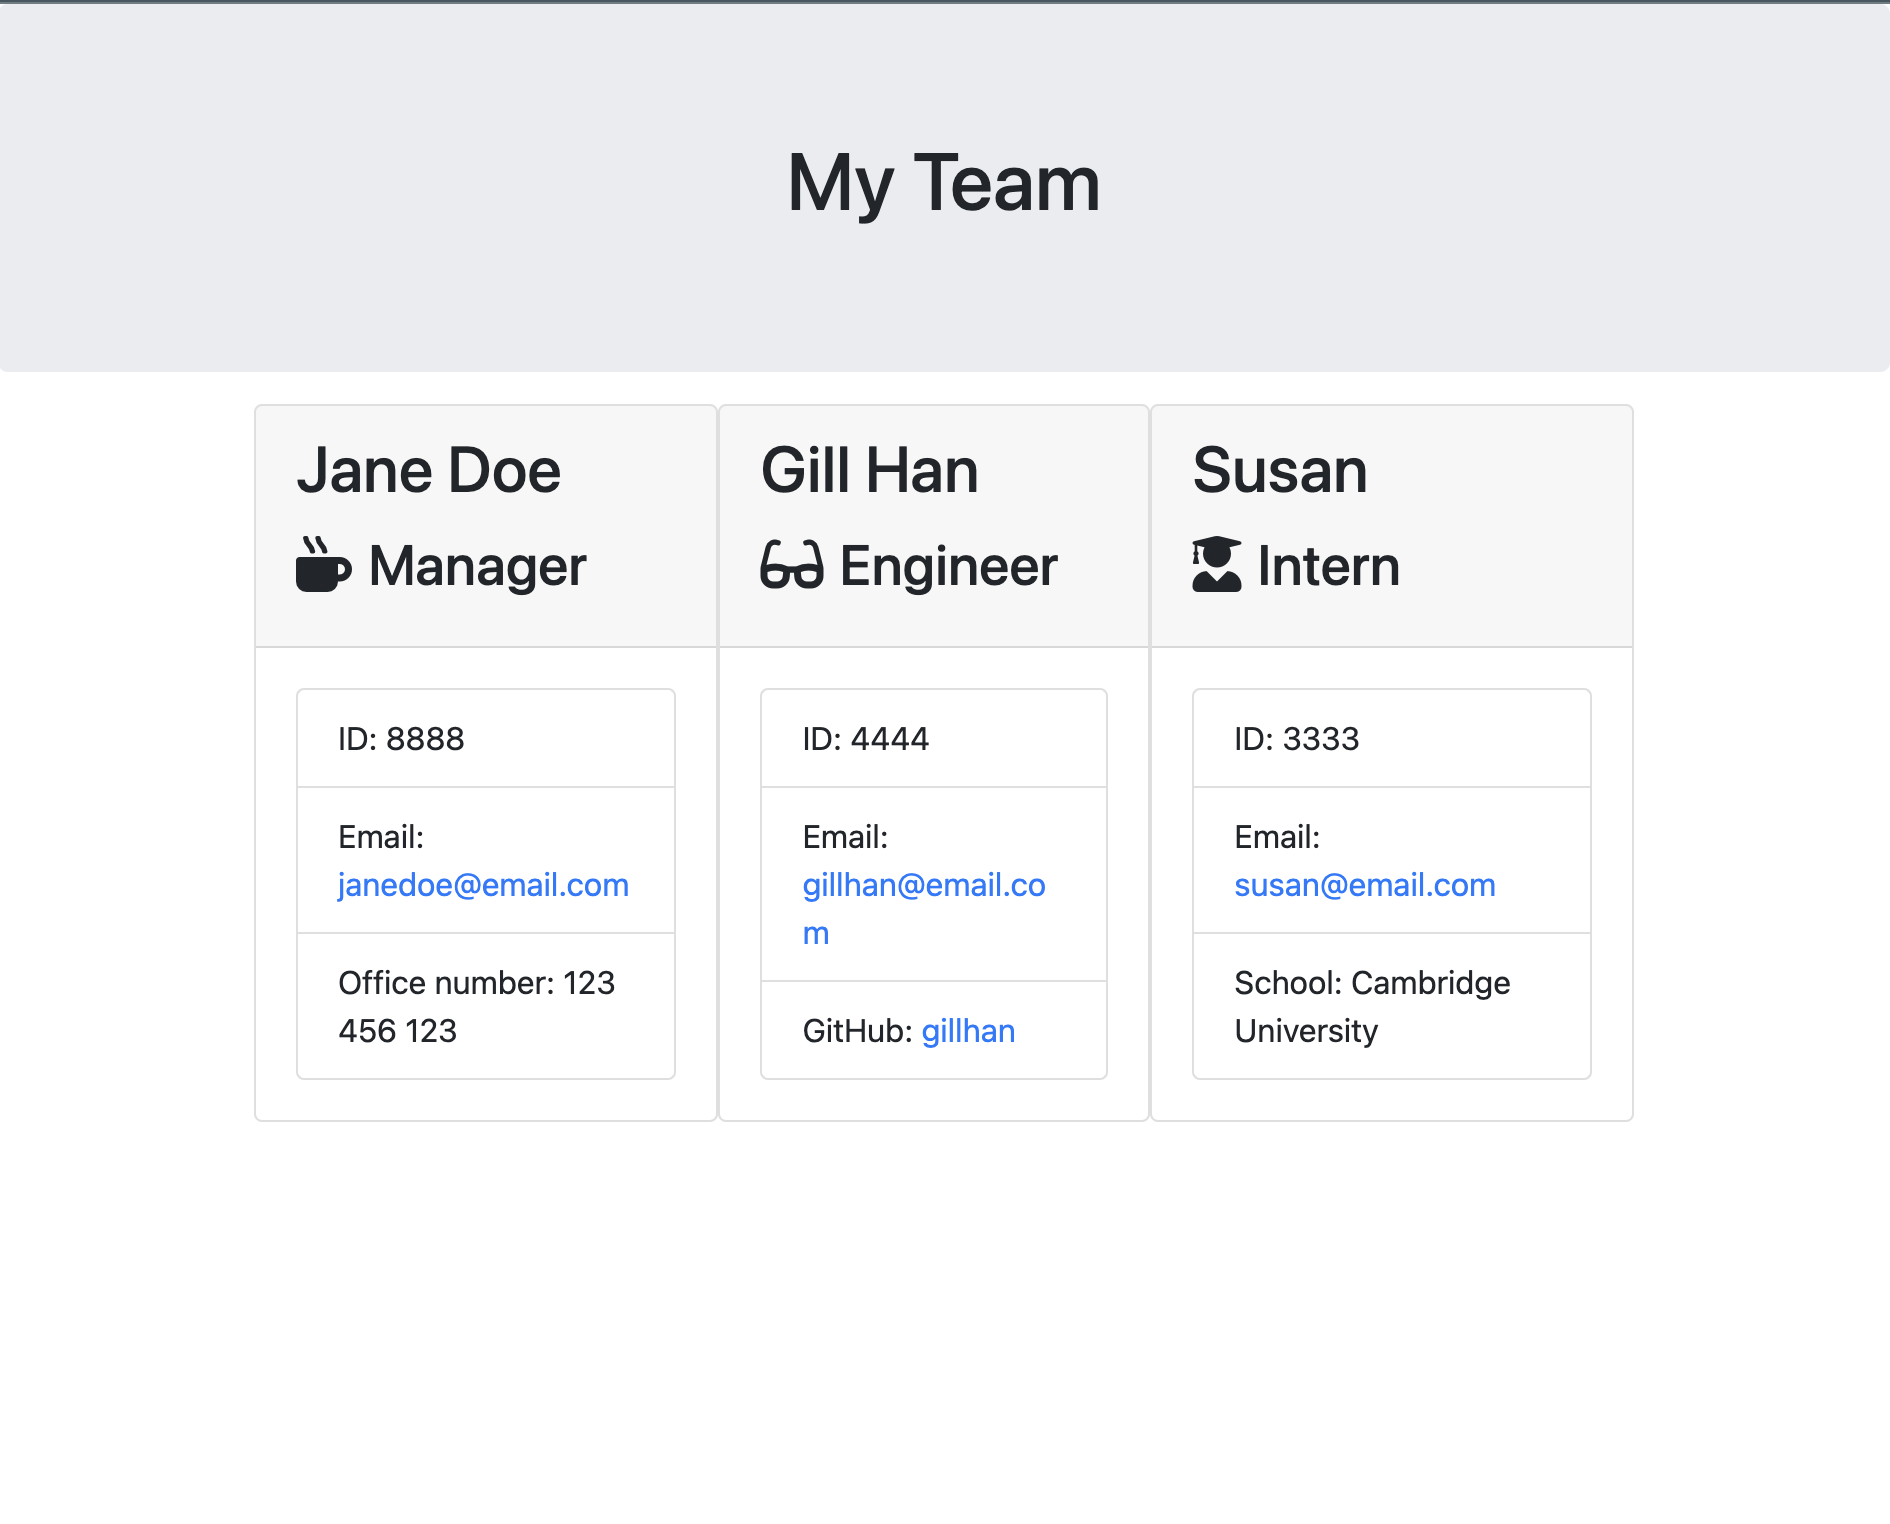 My Team
Jane Doe
Manager
ID: 8888
Email:
janedoe@email.com
Office number: 123
456 123
Gill Han
Engineer
ID: 4444
Email:
gillhan@email.co
m
GitHub: gillhan
Susan
Intern
ID: 3333
Email:
susan@email.com
School: Cambridge
University